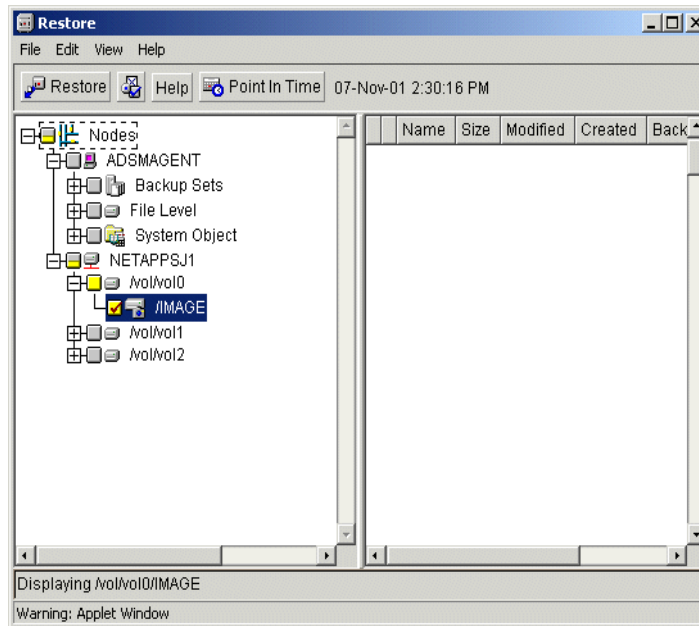 Restore
File Edit View Help
Restore Help Point In Time 07-Nov-01 2:30:16 PM
Nodes
ADSMAGENT
Backup Sets
File Level
System Object
NETAPPSJ1
/vol/vol0
/IMAGE
/vol/vol1
/vol/vol2
Name Size Modified Created Back
Displaying /vol/vol0/IMAGE
Warning: Applet Window